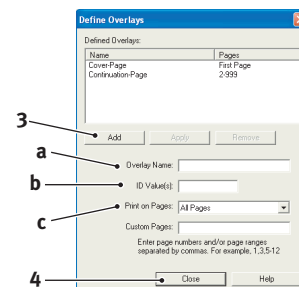 Define Overlays
Defined Overlays:
Name Pages
Cover-Page First Page
Continuation-Page 2-999
3
Add Apply Remove
a Overlay Name:
b ID Value(s):
c Print on Pages: All Pages
Custom Pages:
Enter page numbers and/or page ranges
separated by commas. For example, 1,3,5-12
4 Close Help